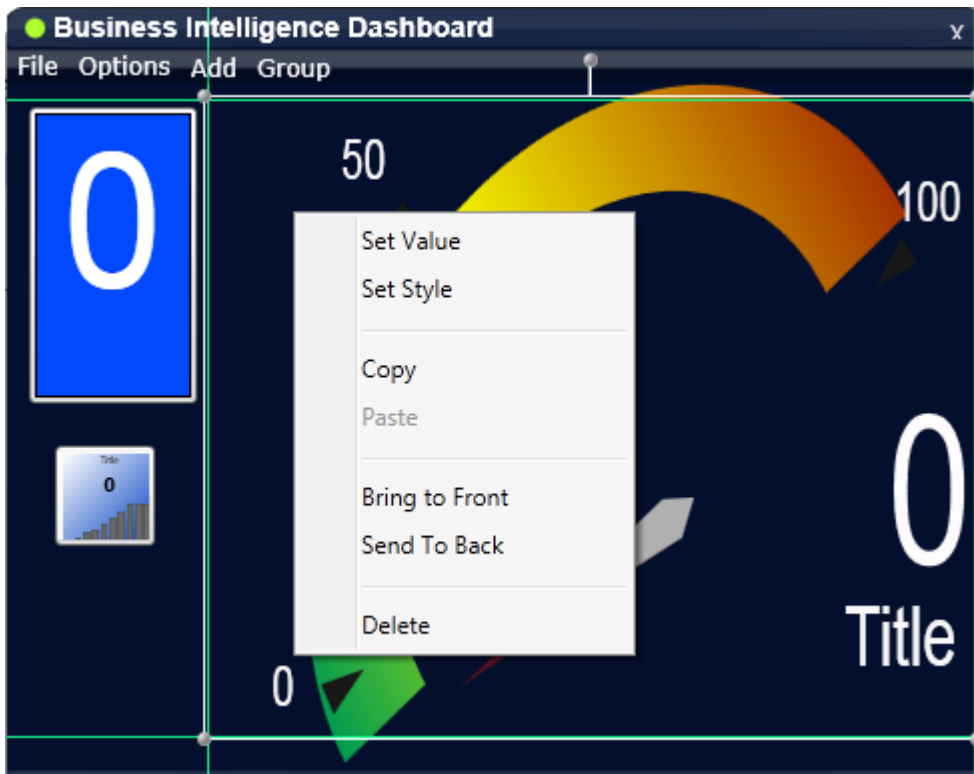 Business Intelligence Dashboard x
File Options Add Group
0
50
100
Set Value
Set Style
Copy
Paste
Bring to Front
Send To Back
Delete
Title
0
0
Title
0